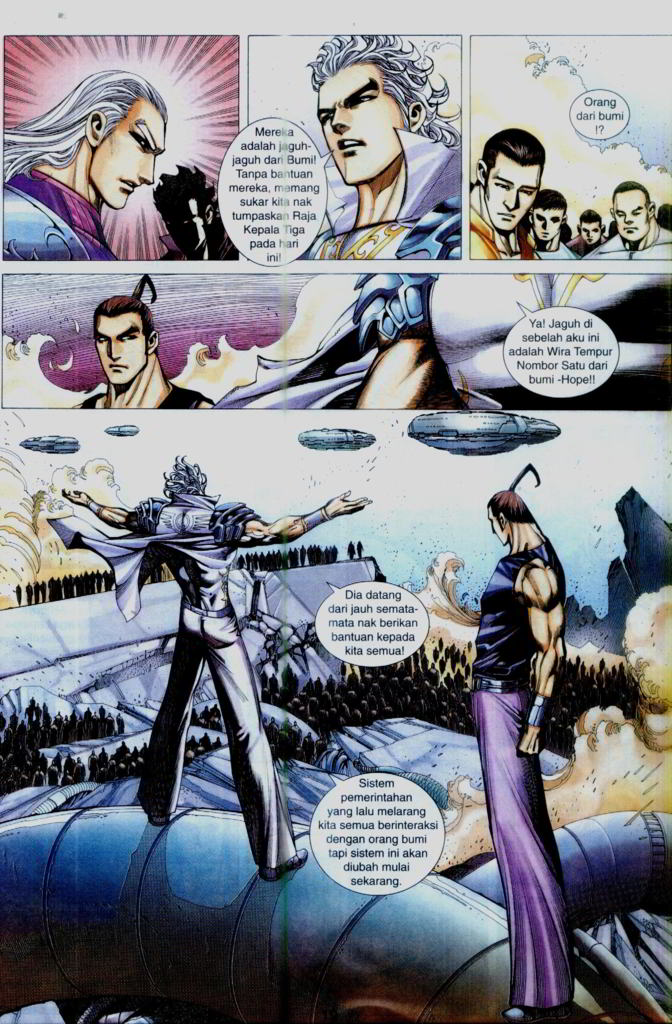 Mereka
adalah jaguh-
jaguh dari Bumi!
Tanpa bantuan
mereka, memang
sukar kita nak
tumpaskan Raja
Kepala Tiga
pada hari
ini!
Orang
dari bumi
!?
Ya! Jaguh di
sebelah aku ini
adalah Wira Tempur
Nombor Satu dari
bumi -Hope!!
Dia datang
dari jauh semata-
mata nak berikan
bantuan kepada
kita semua!
Sistem
pemerintahan
yang lalu melarang
kita semua berinteraksi
dengan orang bumi
tapi sistem ini akan
diubah mulai
sekarang.